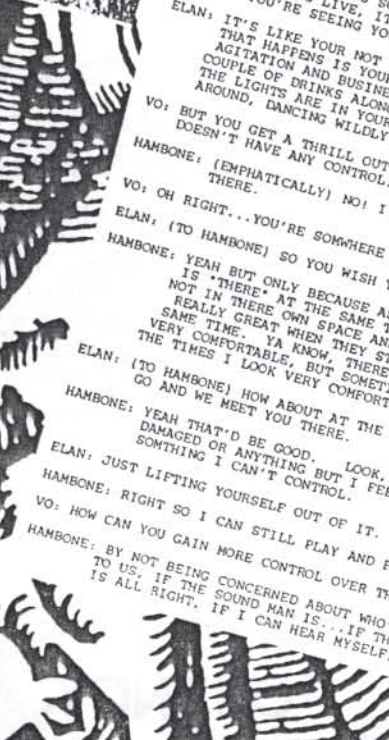 LIVE, IT
YOU'RE SEEING YO
ELAN: IT'S LIKE YOUR NOT
THAT HAPPENS IS YOUR
AGITATION AND BUSINE
COUPLE OF DRINKS ALON
THE LIGHTS ARE IN YOUR
AROUND, DANCING WILDLY
VO: BUT YOU GET A THRILL OUT
DOESN'T HAVE ANY CONTROL
HAMBONE: (EMPHATICALLY) NO! I
THERE.
VO: OH RIGHT...YOU'RE SOMWHERE
ELAN: (TO HAMBONE) SO YOU WISH Y
HAMBONE: YEAH BUT ONLY BECAUSE A
IS *THERE* AT THE SAME T
NOT IN THERE OWN SPACE AND
REALLY GREAT WHEN THEY S
SAME TIME. YA KNOW, THERE
VERY COMFORTABLE, BUT SOMET
THE TIMES I LOOK VERY COMFORT
ELAN: (TO HAMBONE) HOW ABOUT AT THE
GO AND WE MEET YOU THERE.
HAMBONE: YEAH THAT'D BE GOOD. LOOK,
DAMAGED OR ANYTHING BUT I FE
SOMTHING I CAN'T CONTROL.
ELAN: JUST LIFTING YOURSELF OUT OF IT.
HAMBONE: RIGHT SO I CAN STILL PLAY AND
VO: HOW CAN YOU GAIN MORE CONTROL OVER TH
HAMBONE: BY NOT BEING CONCERNED ABOUT WHO
TO US, IF THE SOUND MAN IS...IF TH
IS ALL RIGHT, IF I CAN HEAR MYSELF.